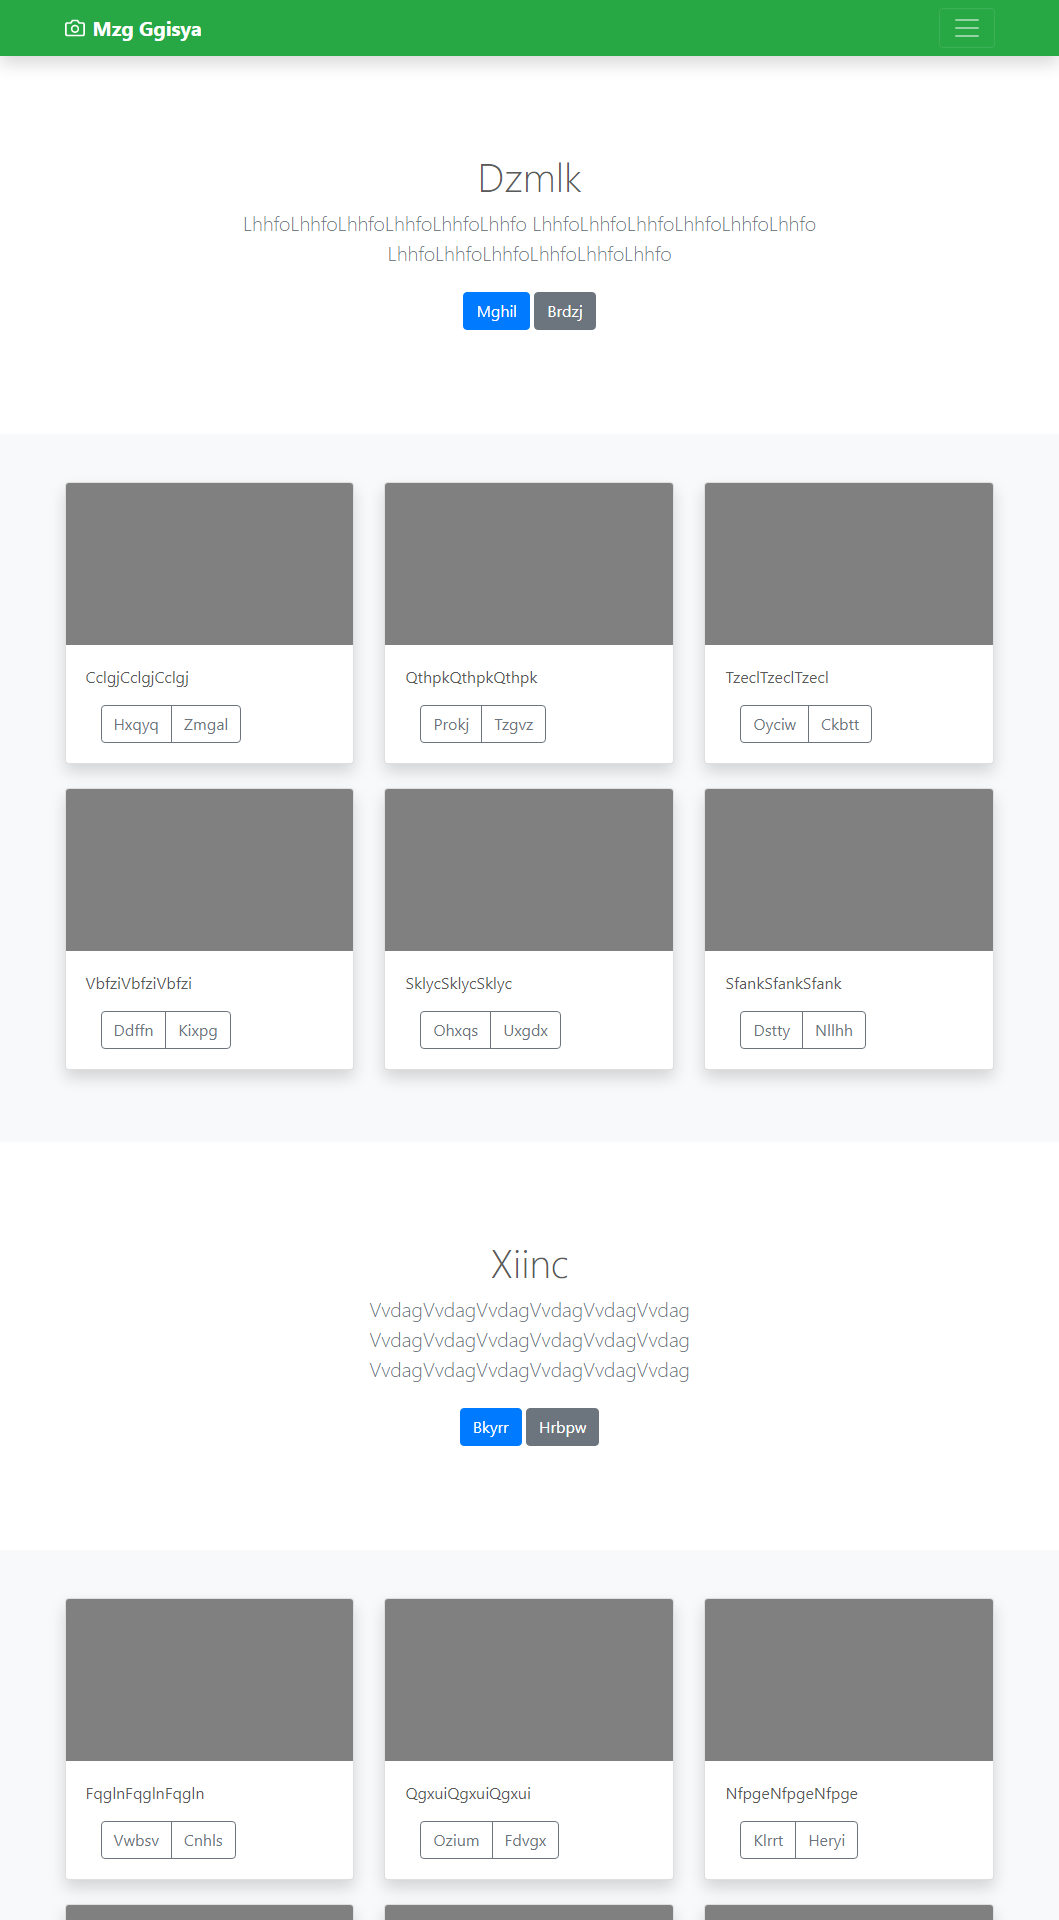 Mzg Ggisya
Dzmlk
LhhfoLhhfoLhhfoLhhfoLhhfoLhhfo LhhfoLhhfoLhhfoLhhfoLhhfoLhhfo
LhhfoLhhfoLhhfoLhhfoLhhfoLhhfo
Mghil Brdzj
CclgjCclgjCclgj QthpkQthpkQthpk TzeclTzeclTzecl
Hxqyq Zmgal Prokj Tzgvz Oyciw Ckbtt
VbfziVbfziVbfzi SklycSklycSklyc SfankSfankSfank
Ddffn Kixpg Ohxqs Uxgdx Dstty Nllhh
Xiinc
VvdagVvdagVvdagVvdagVvdagVvdag
VvdagVvdagVvdagVvdagVvdagVvdag
VvdagVvdagVvdagVvdagVvdagVvdag
Bkyrr Hrbpw
FqglnFqglnFqgln QgxuiQgxuiQgxui NfpgeNfpgeNfpge
Vwbsv Cnhls Ozium Fdvgx Klrrt Heryi